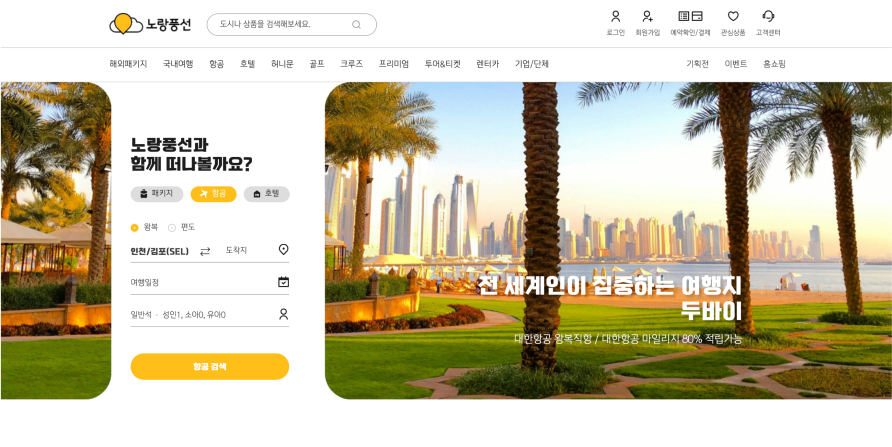 노랑풍선
도시나 상품을 검색해보세요.
로그인 회원가입 예약확인/결제 관심상품 고객센터
해외패키지 국내여행 항공 호텔 허니문 골프 크루즈 프리미엄 투어&티켓 렌터카 기업/단체 기획전 이벤트 홈쇼핑
노랑풍선과
함께 떠나볼까요?
패키지 항공 호텔
왕복 편도
인천/김포(SEL) 도착지
여행일정
일반석 · 성인1, 소아0, 유아0
항공 검색
전 세계인이 집중하는 여행지
두바이
대한항공 왕복직항 / 대한항공 마일리지 80% 적립가능